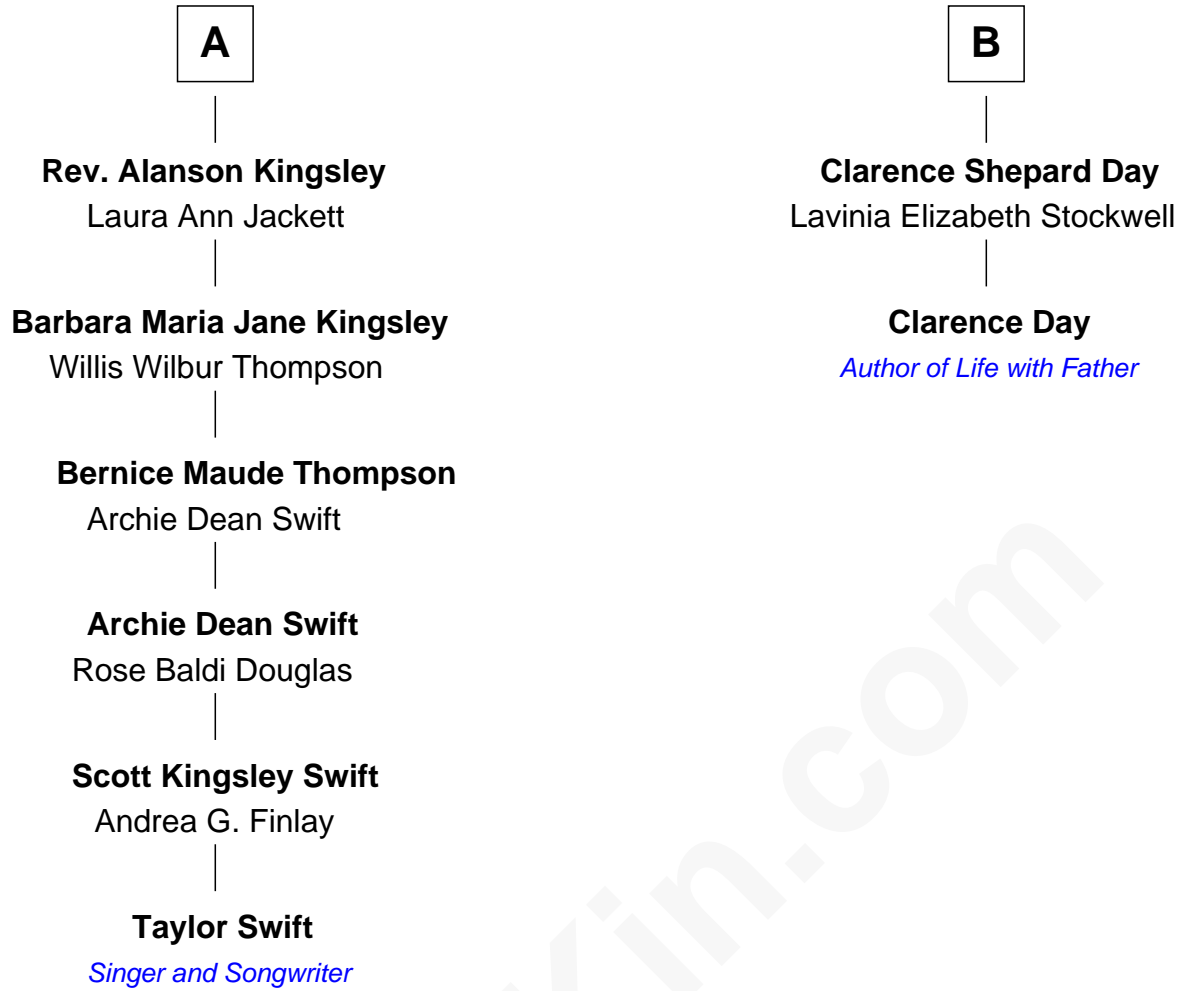 A
Rev. Alanson Kingsley
Laura Ann Jackett
Barbara Maria Jane Kingsley
Willis Wilbur Thompson
Bernice Maude Thompson
Archie Dean Swift
Archie Dean Swift
Rose Baldi Douglas
Scott Kingsley Swift
Andrea G. Finlay
Taylor Swift
Singer and Songwriter
B
Clarence Shepard Day
Lavinia Elizabeth Stockwell
Clarence Day
Author of Life with Father
kin.com